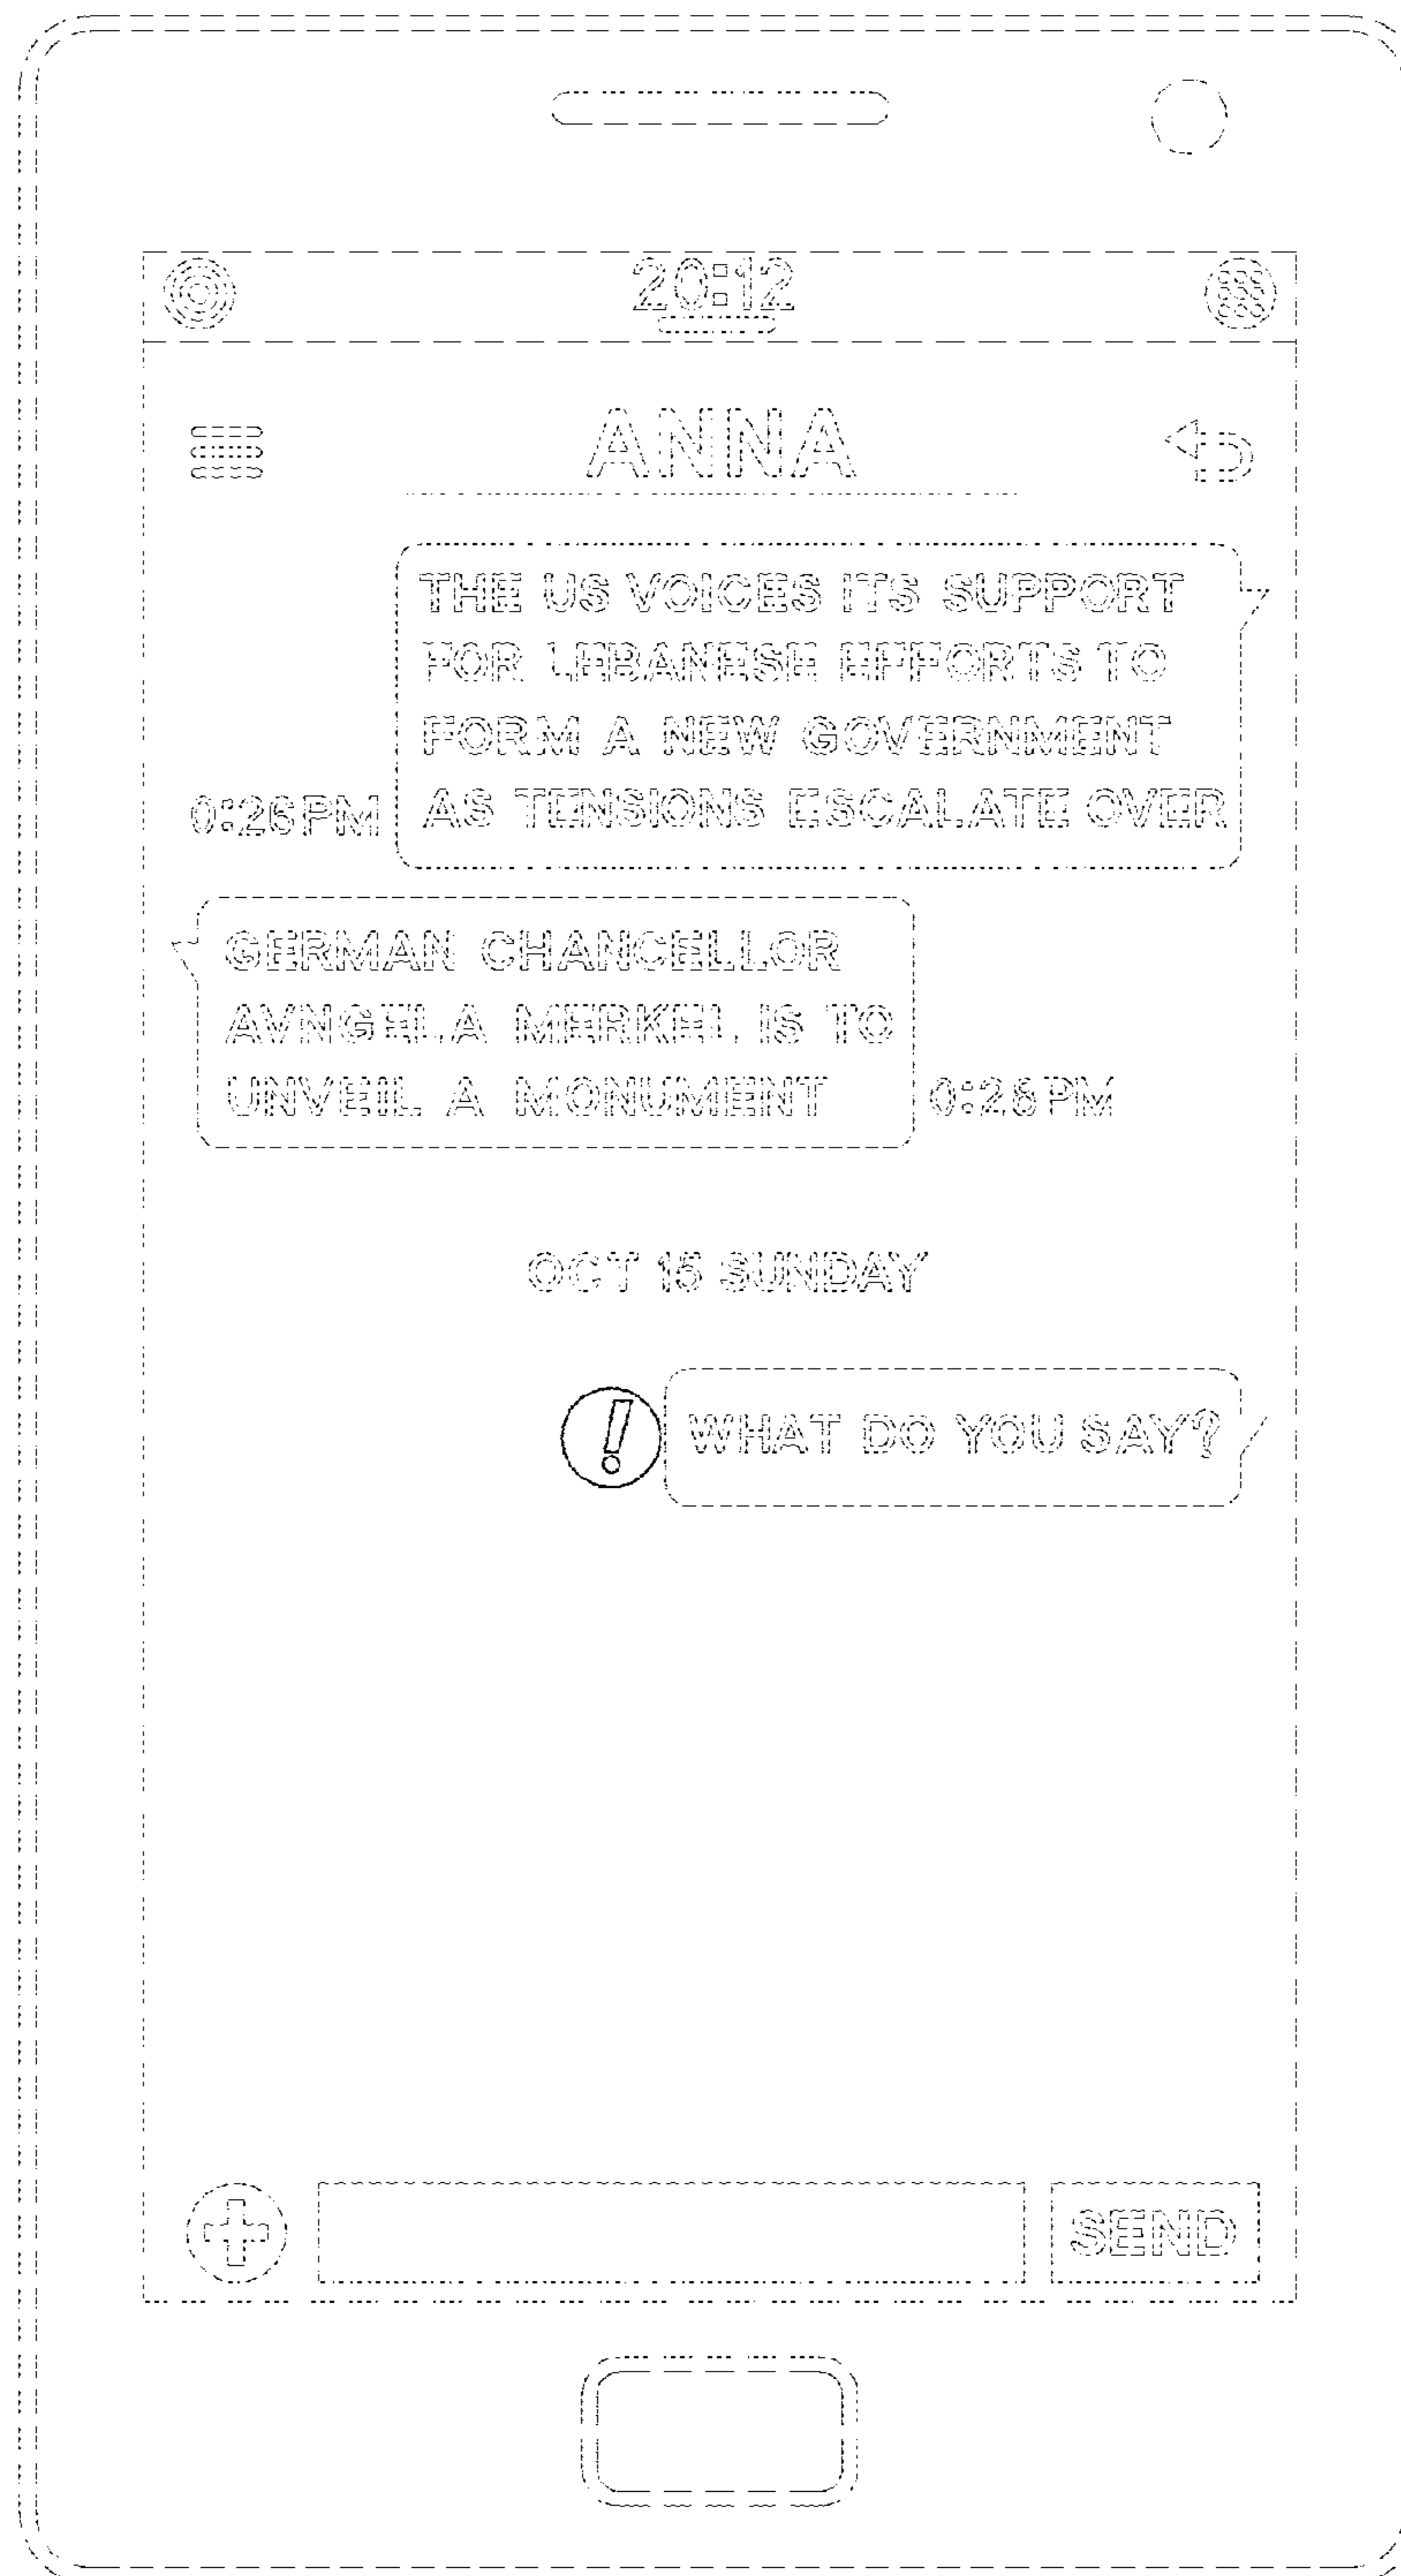 20:12
ANNA
THE US VOICES ITS SUPPORT
FOR LEBANESE EFFORTS TO
FORM A NEW GOVERNMENT
0:26PM AS TENSIONS ESCALATE OVER
GERMAN CHANCELLOR
AVNGELA MERKEL IS TO
UNVEIL A MONUMENT 0:28PM
OCT 15 SUNDAY
! WHAT DO YOU SAY?
SEND